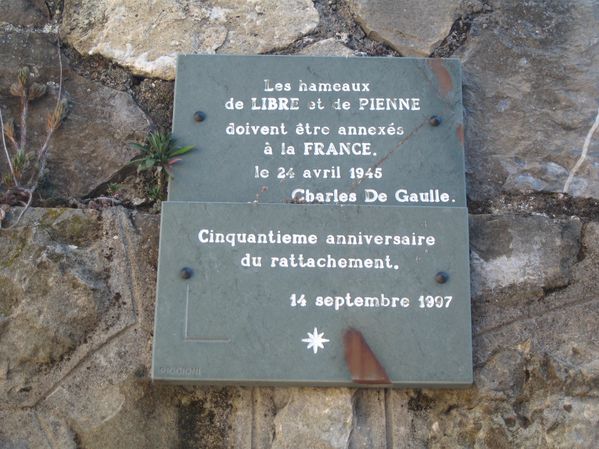 Les hameaux
de LIBRE et de PIENNE
doivent être annexés
à la FRANCE.
le 24 avril 1945
Charles De Gaulle.
Cinquantieme anniversaire
du rattachement.
14 septembre 1997
RICCIONI